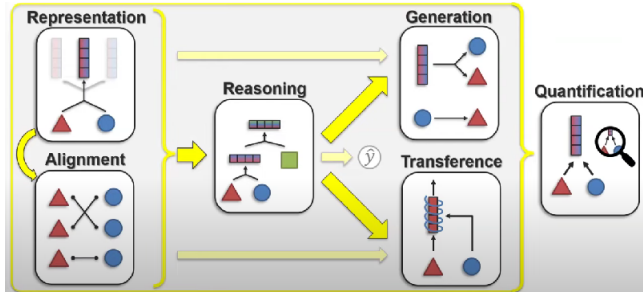 Representation
Generation
Reasoning
Quantification
Alignment
ŷ
Transference